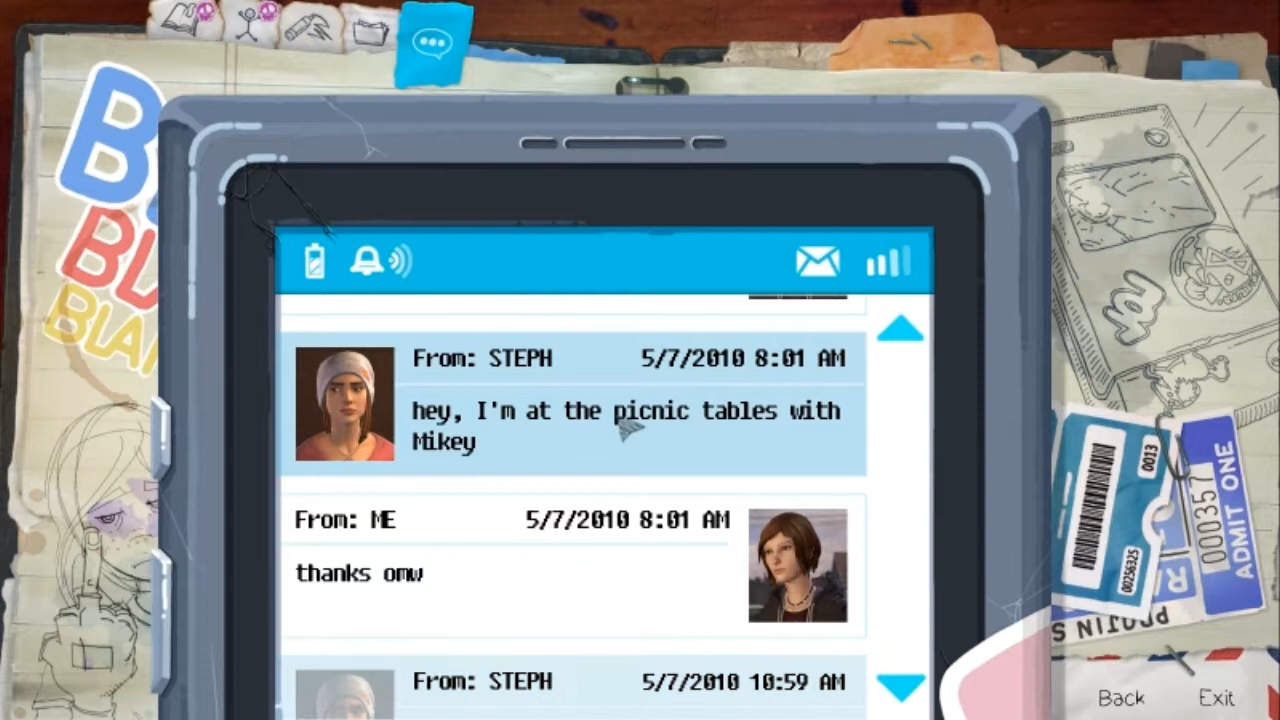 From: STEPH 5/7/2010 8:01 AM
hey, I'm at the picnic tables with
Mikey
From: ME 5/7/2010 8:01 AM
thanks omw
From: STEPH 5/7/2010 10:59 AM
0013
00256325
000357
ADMIT ONE
Back Exit